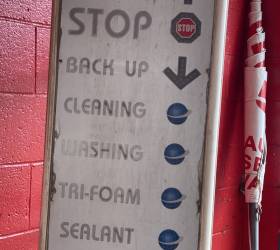 STOP STOP
BACK UP
CLEANING
WASHING
TRI-FOAM
SEALANT